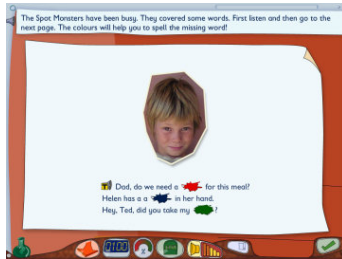 The Spot Monsters have been busy. They covered some words. First listen and then go to the
next page. The colours will help you to spell the missing word!
Dad, do we need a for this meal?
Helen has a a in her hand.
Hey, Ted, did you take my ?